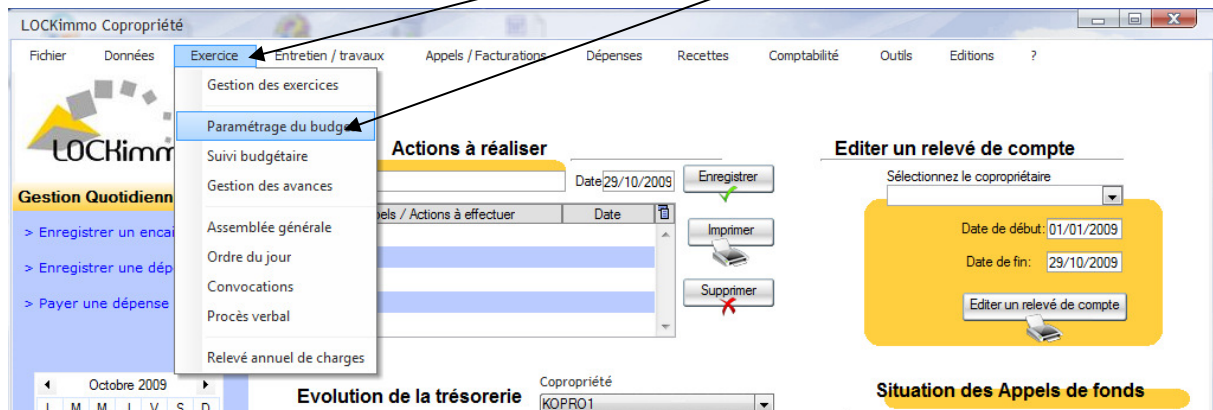 LOCKimmo Copropriété
Fichier Données Exercice Entretien / travaux Appels / Facturations Dépenses Recettes Comptabilité Outils Editions ?
Gestion des exercices
Paramétrage du budg
Suivi budgétaire
Gestion des avances
Assemblée générale
Ordre du jour
Convocations
Procès verbal
Relevé annuel de charges
LOCKimm
Gestion Quotidienn
> Enregistrer un encai
> Enregistrer une dép
> Payer une dépense
Octobre 2009
L M M J V S D
Actions à réaliser
Date 29/10/2009 Enregistrer
pels / Actions à effectuer Date
Imprimer
Supprimer
Editer un relevé de compte
Sélectionnez le copropriétaire
Date de début: 01/01/2009
Date de fin: 29/10/2009
Editer un relevé de compte
Evolution de la trésorerie
Copropriété
KOPRO1
Situation des Appels de fonds